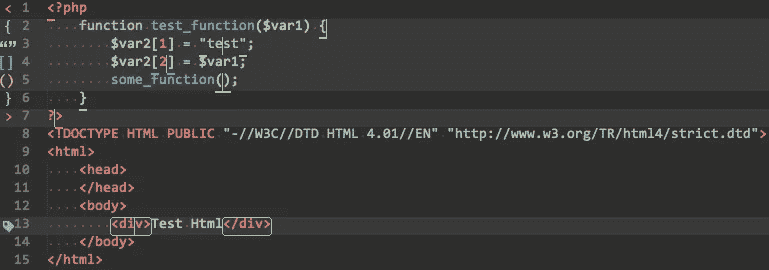 < 1 <?php
{ 2 function test_function($var1) {
“” 3 $var2[1] = "test";
[] 4 $var2[2] = $var1;
() 5 some_function();
} 6 }
> 7 ?>
8 <!DOCTYPE HTML PUBLIC "-//W3C//DTD HTML 4.01//EN" "http://www.w3.org/TR/html4/strict.dtd">
9 <html>
10 <head>
11 </head>
12 <body>
13 <div>Test Html</div>
14 </body>
15 </html>